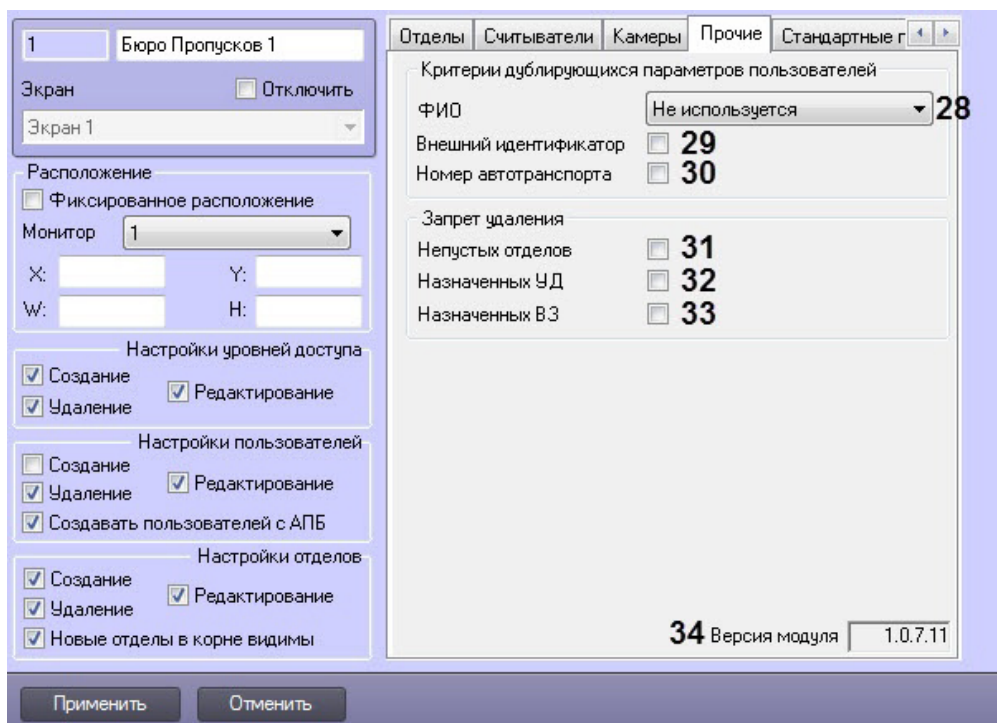 1 Бюро Пропусков 1
Экран Отключить
Экран 1
Расположение
Фиксированное расположение
Монитор 1
X: Y:
W: H:
Настройки уровней доступа
Создание
Редактирование
Удаление
Настройки пользователей
Создание
Редактирование
Удаление
Создавать пользователей с АПБ
Настройки отделов
Создание
Редактирование
Удаление
Новые отделы в корне видимы
Отделы Считыватели Камеры Прочие Стандартные г
Критерии дублирующихся параметров пользователей
ФИО Не используется 28
Внешний идентификатор 29
Номер автотранспорта 30
Запрет удаления
Непустых отделов 31
Назначенных УД 32
Назначенных ВЗ 33
34 Версия модуля 1.0.7.11
Применить Отменить